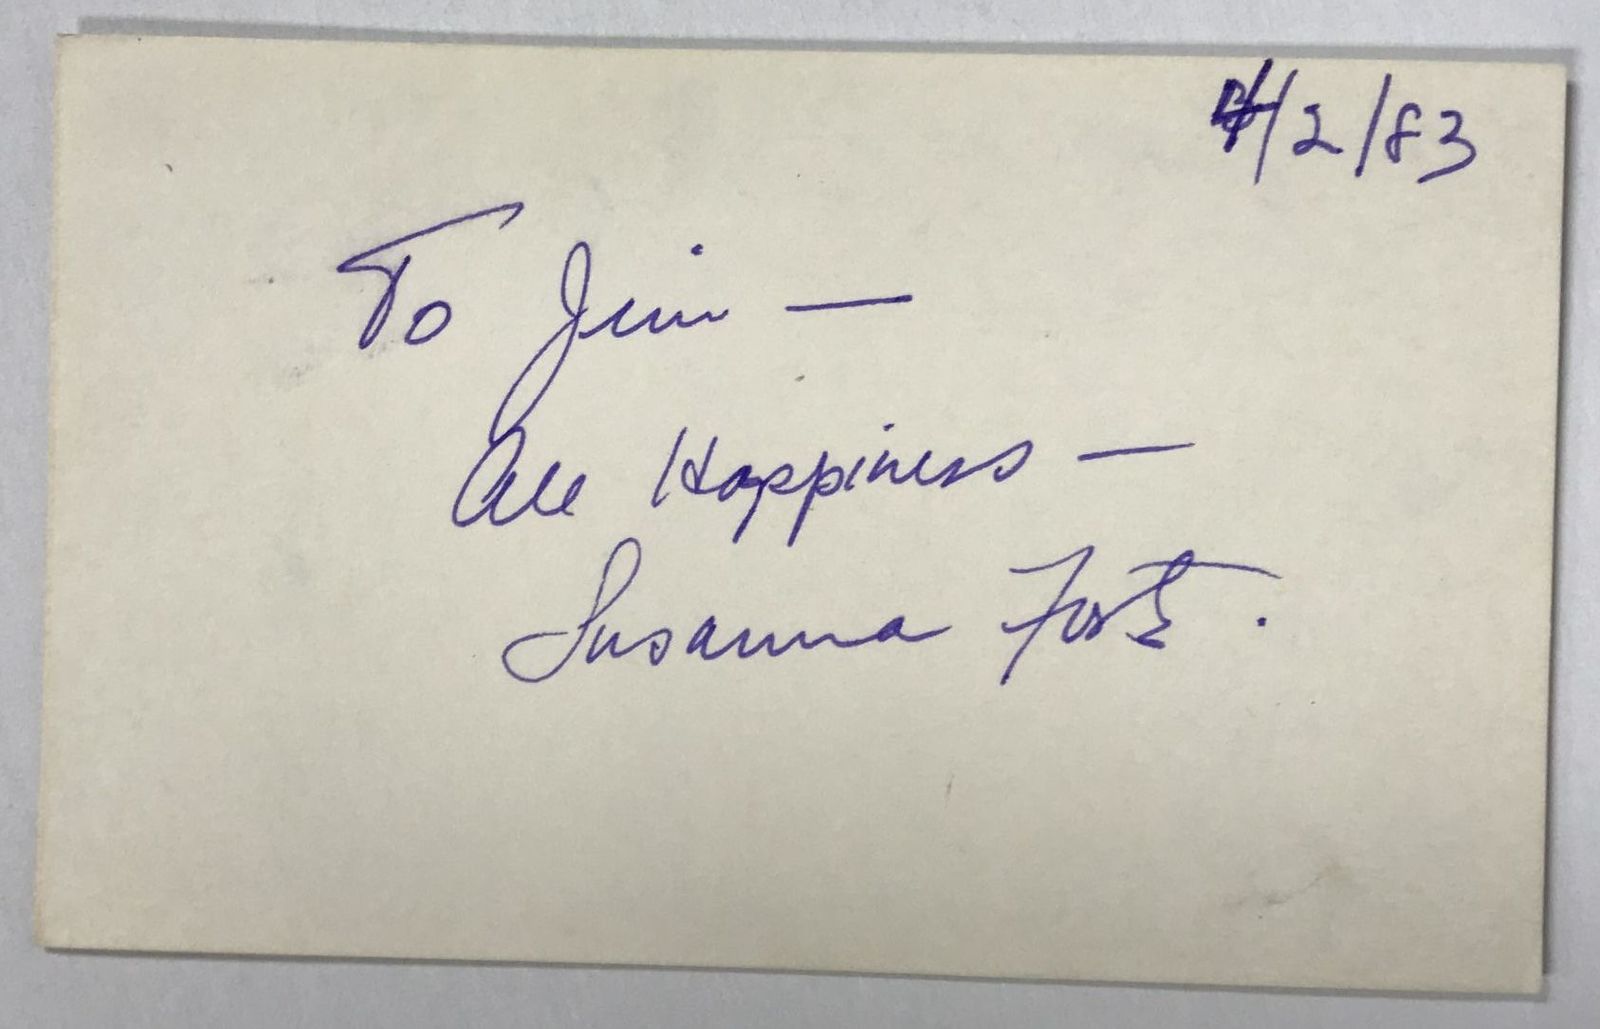 4/2/83
To Jim —
All Happiness —
Susanna Foster.